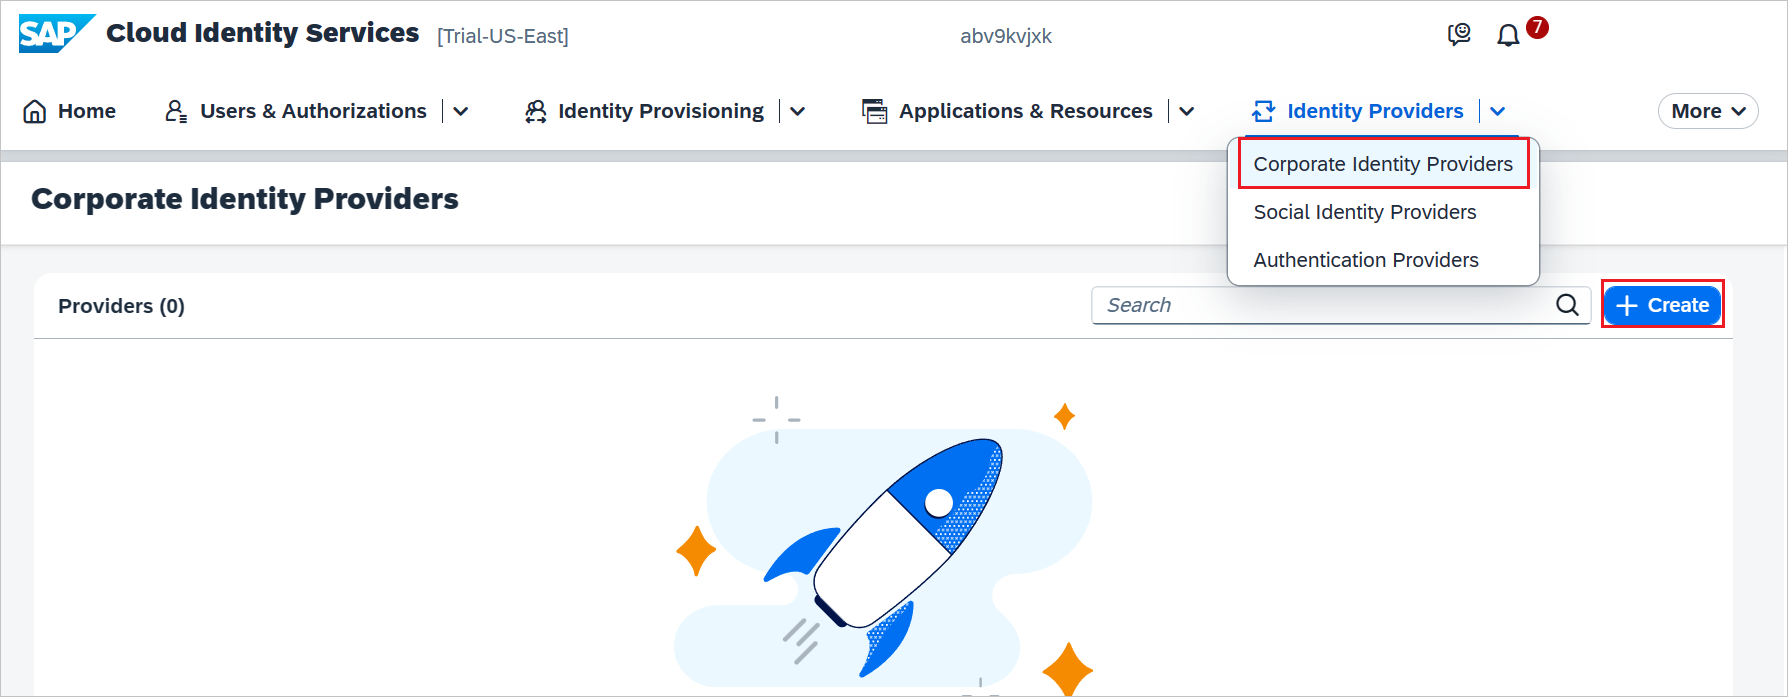 SAP Cloud Identity Services [Trial-US-East] abv9kvjxk 7
Home Users & Authorizations Identity Provisioning Applications & Resources Identity Providers More
Corporate Identity Providers
Social Identity Providers
Authentication Providers
Corporate Identity Providers
Providers (0) Search Create